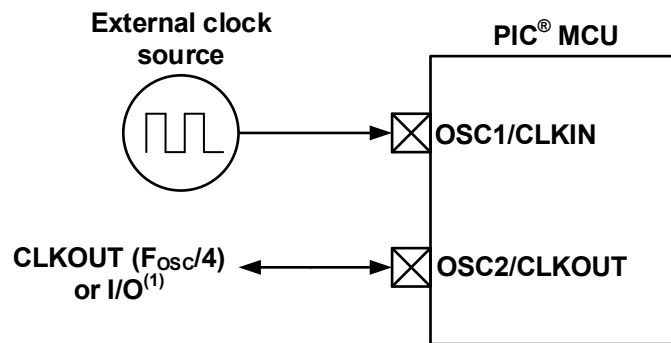 External clock
source
PIC® MCU
OSC1/CLKIN
CLKOUT (FOSC/4)
or I/O(1)
OSC2/CLKOUT